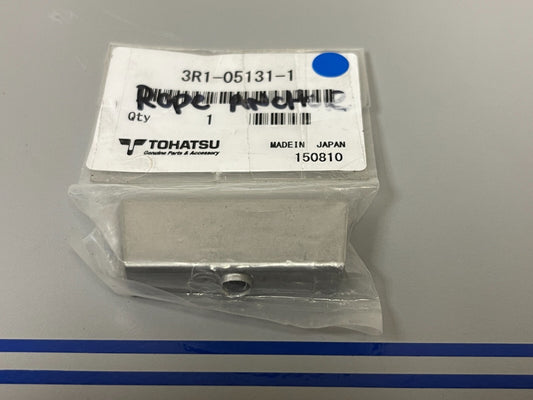 3R1-05131-1
ROPE ANCHOR
Qty 1
TOHATSU MADEIN JAPAN
Genuine Parts & Accessory 150810